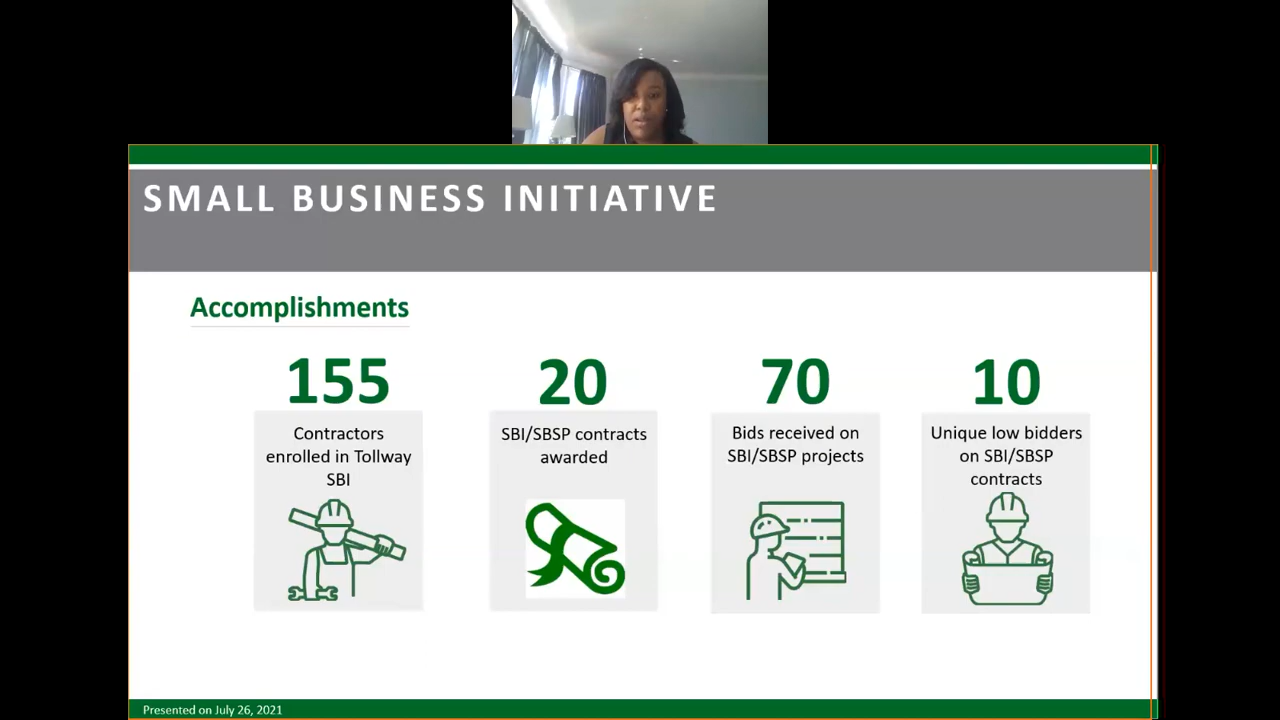 SMALL BUSINESS INITIATIVE
Accomplishments
155
Contractors
enrolled in Tollway
SBI
20
SBI/SBSP contracts
awarded
70
Bids received on
SBI/SBSP projects
10
Unique low bidders
on SBI/SBSP
contracts
Presented on July 26, 2021